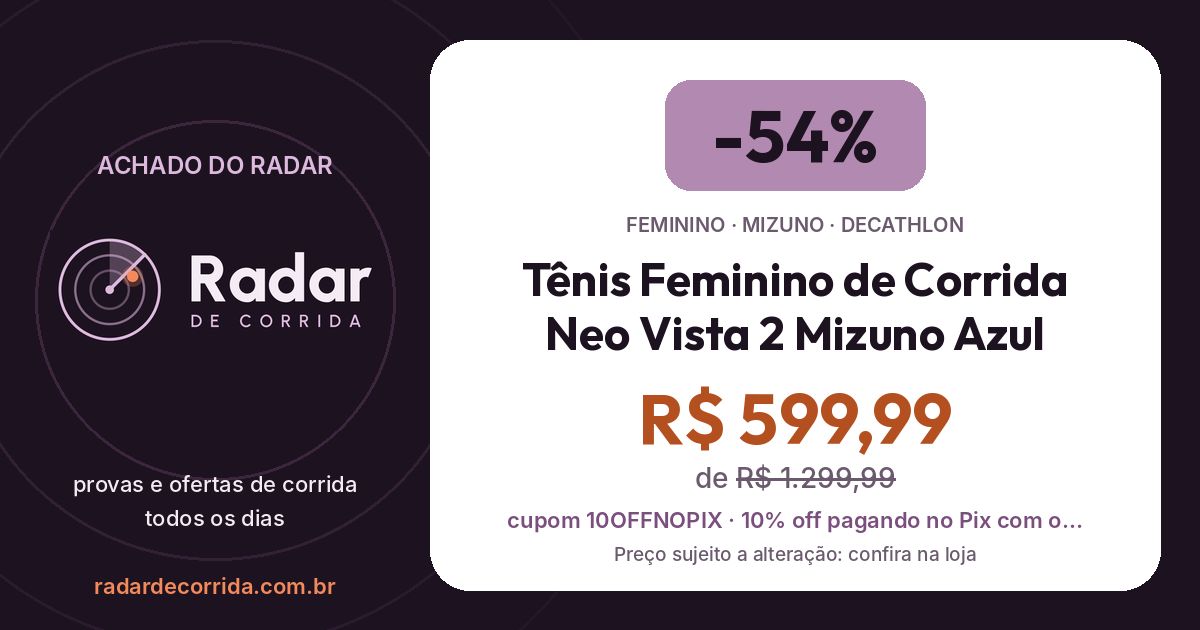 ACHADO DO RADAR
Radar
DE CORRIDA
provas e ofertas de corrida
todos os dias
radardecorrida.com.br
-54%
FEMININO · MIZUNO · DECATHLON
Tênis Feminino de Corrida
Neo Vista 2 Mizuno Azul
R$ 599,99
de R$ 1.299,99
cupom 10OFFNOPIX · 10% off pagando no Pix com o...
Preço sujeito a alteração: confira na loja